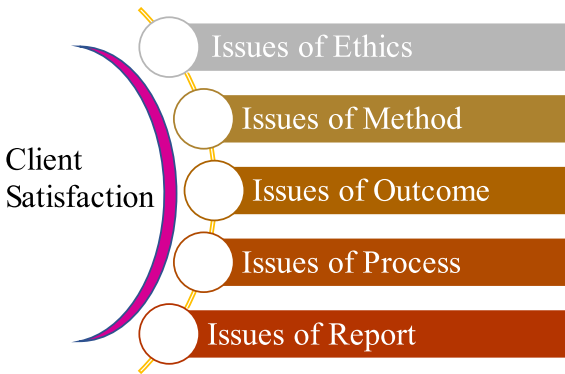 Issues of Ethics
Issues of Method
Client
Satisfaction
Issues of Outcome
Issues of Process
Issues of Report